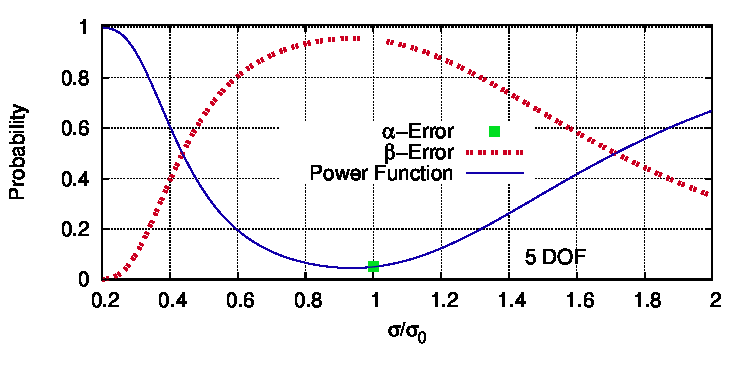 Probability
1
0.8
0.6
0.4
0.2
0
α−Error
β−Error
Power Function
5 DOF
0.2 0.4 0.6 0.8 1 1.2 1.4 1.6 1.8 2
σ/σ0